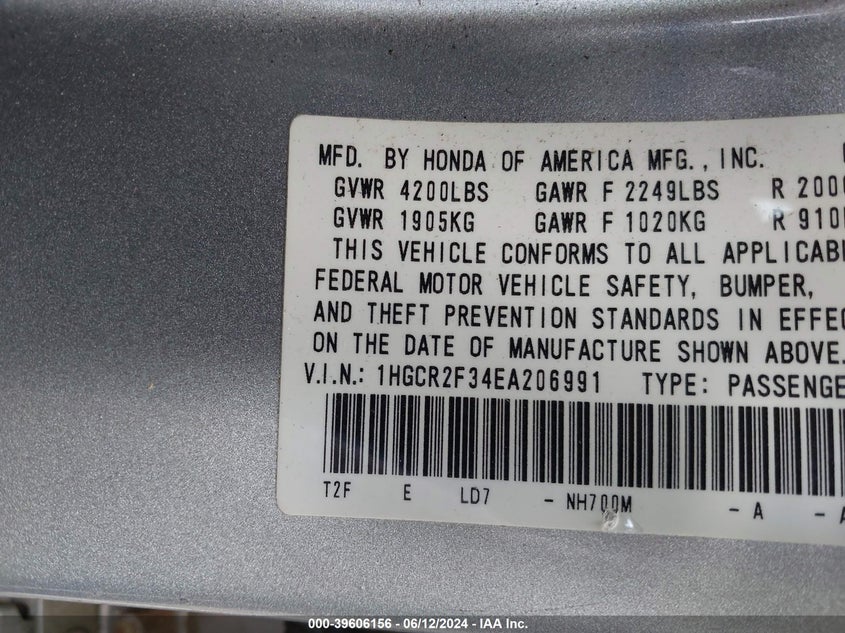 MFD. BY HONDA OF AMERICA MFG., INC.
GVWR 4200LBS GAWR F 2249LBS R 200
GVWR 1905KG GAWR F 1020KG R 910
THIS VEHICLE CONFORMS TO ALL APPLICAB
FEDERAL MOTOR VEHICLE SAFETY, BUMPER,
AND THEFT PREVENTION STANDARDS IN EFFE
ON THE DATE OF MANUFACTURE SHOWN ABOVE.
V.I.N.: 1HGCR2F34EA206991 TYPE: PASSENGE
T2F E LD7 - NH700M - A - A
000-39606156 - 06/12/2024 - IAA Inc.